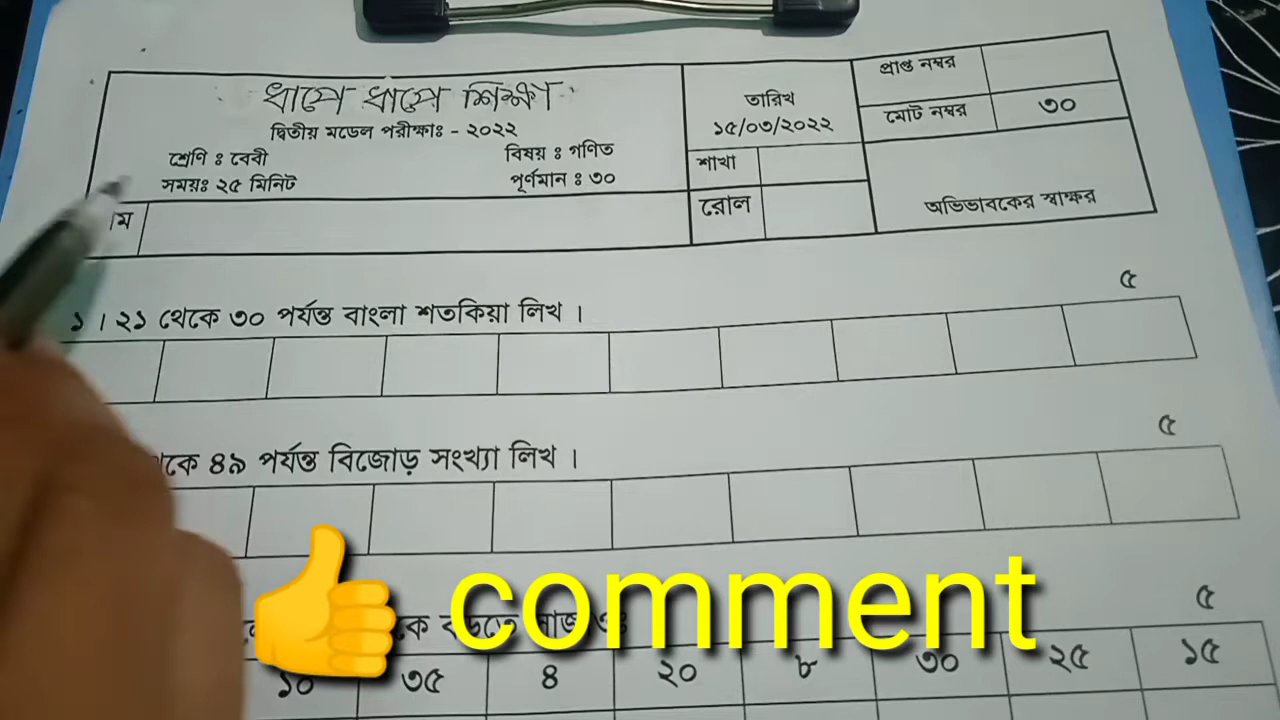 ধাপে ধাপে শিক্ষা
দ্বিতীয় মডেল পরীক্ষাঃ - ২০২২
শ্রেণি ঃ বেবী
বিষয় ঃ গণিত
সময়ঃ ২৫ মিনিট
পূর্ণমান ঃ ৩০
তারিখ
১৫/০৩/২০২২
প্রাপ্ত নম্বর
মোট নম্বর
৩০
শাখা
রোল
অভিভাবকের স্বাক্ষর
১ । ২১ থেকে ৩০ পর্যন্ত বাংলা শতকিয়া লিখ ।
৫
৪৯ পর্যন্ত বিজোড় সংখ্যা লিখ ।
৫
comment
৫
১০ ৩৫ ৪ ২০ ৮ ৩০ ২৫ ১৫